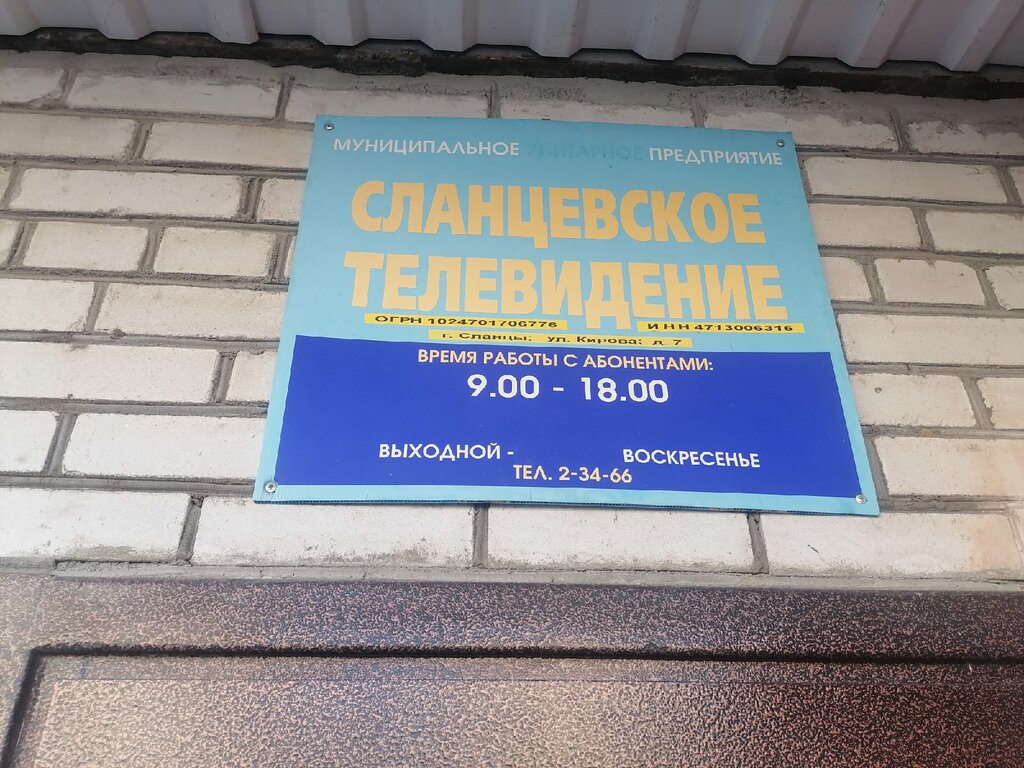 МУНИЦИПАЛЬНОЕ УНИТАРНОЕ ПРЕДПРИЯТИЕ
СЛАНЦЕВСКОЕ
ТЕЛЕВИДЕНИЕ
ОГРН 1024701706776 ИНН 4713006316
г. Сланцы; ул. Кирова; д. 7
ВРЕМЯ РАБОТЫ С АБОНЕНТАМИ:
9.00 - 18.00
ВЫХОДНОЙ - ВОСКРЕСЕНЬЕ
ТЕЛ. 2-34-66